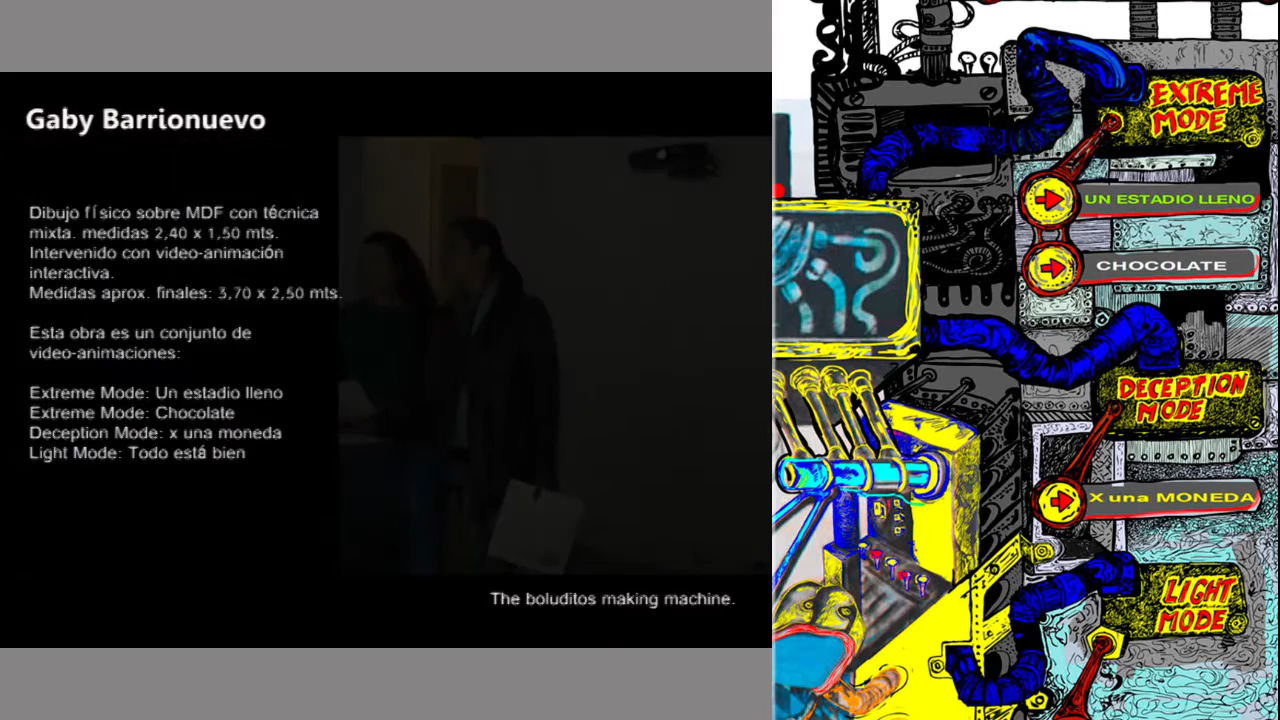 Gaby Barrionuevo
Dibujo físico sobre MDF con técnica
mixta. medidas 2,40 x 1,50 mts.
Intervenido con video-animación
interactiva.
Medidas aprox. finales: 3,70 x 2,50 mts.
Esta obra es un conjunto de
video-animaciones:
Extreme Mode: Un estadio lleno
Extreme Mode: Chocolate
Deception Mode: x una moneda
Light Mode: Todo está bien
The boluditos making machine.
EXTREME
MODE
UN ESTADIO LLENO
CHOCOLATE
DECEPTION
MODE
X una MONEDA
LIGHT
MODE